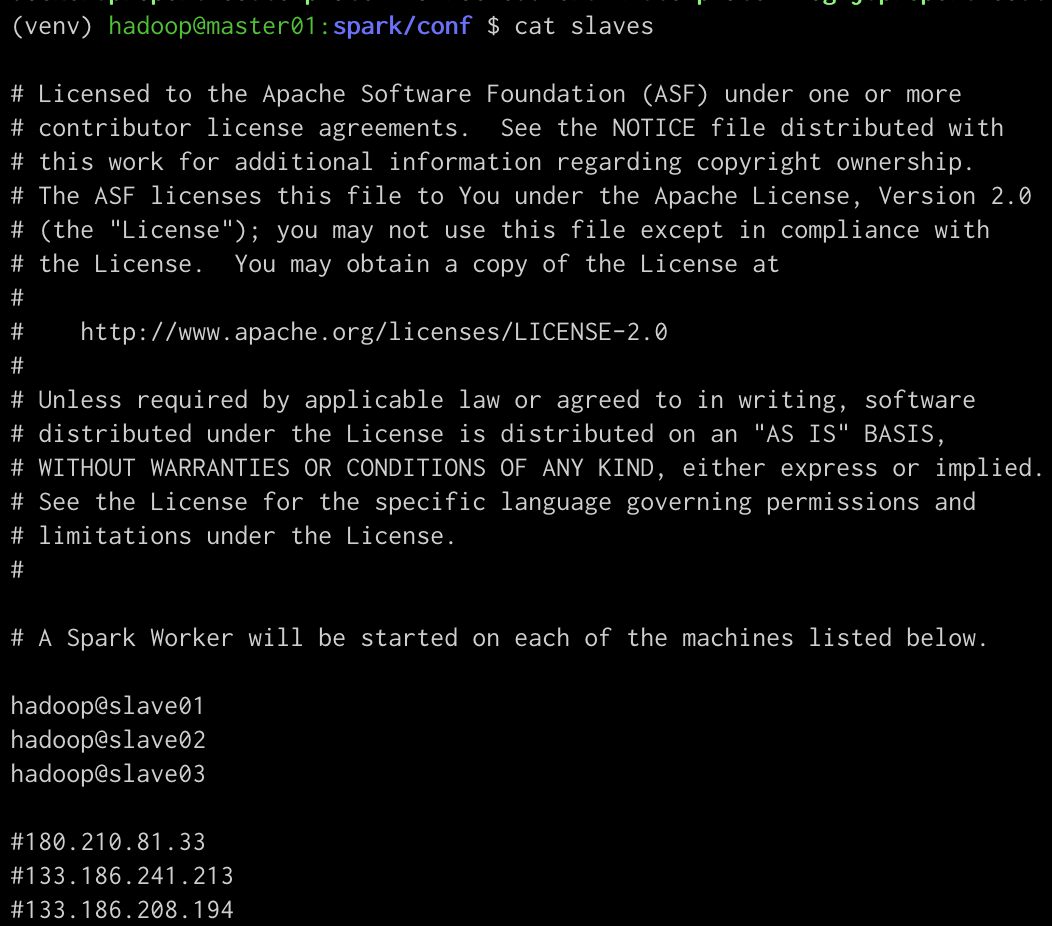 (venv) hadoop@master01:spark/conf $ cat slaves
# Licensed to the Apache Software Foundation (ASF) under one or more
# contributor license agreements.  See the NOTICE file distributed with
# this work for additional information regarding copyright ownership.
# The ASF licenses this file to You under the Apache License, Version 2.0
# (the "License"); you may not use this file except in compliance with
# the License.  You may obtain a copy of the License at
#
#    http://www.apache.org/licenses/LICENSE-2.0
#
# Unless required by applicable law or agreed to in writing, software
# distributed under the License is distributed on an "AS IS" BASIS,
# WITHOUT WARRANTIES OR CONDITIONS OF ANY KIND, either express or implied.
# See the License for the specific language governing permissions and
# limitations under the License.
#
# A Spark Worker will be started on each of the machines listed below.
hadoop@slave01
hadoop@slave02
hadoop@slave03
#180.210.81.33
#133.186.241.213
#133.186.208.194